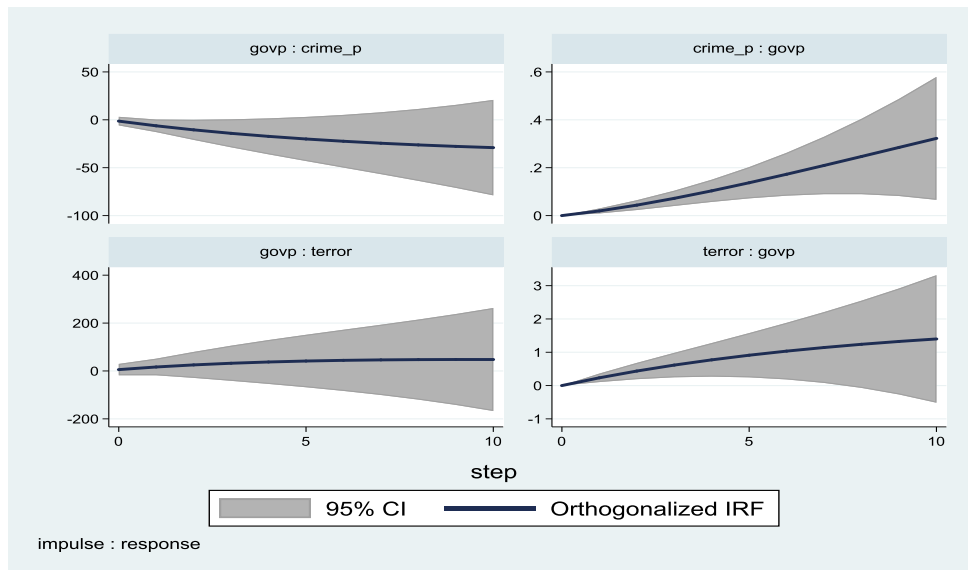 govp : crime_p
50
0
-50
-100
crime_p : govp
.6
.4
.2
0
govp : terror
400
200
0
-200
0
5
10
terror : govp
3
2
1
0
-1
0
5
10
step
95% CI
Orthogonalized IRF
impulse : response